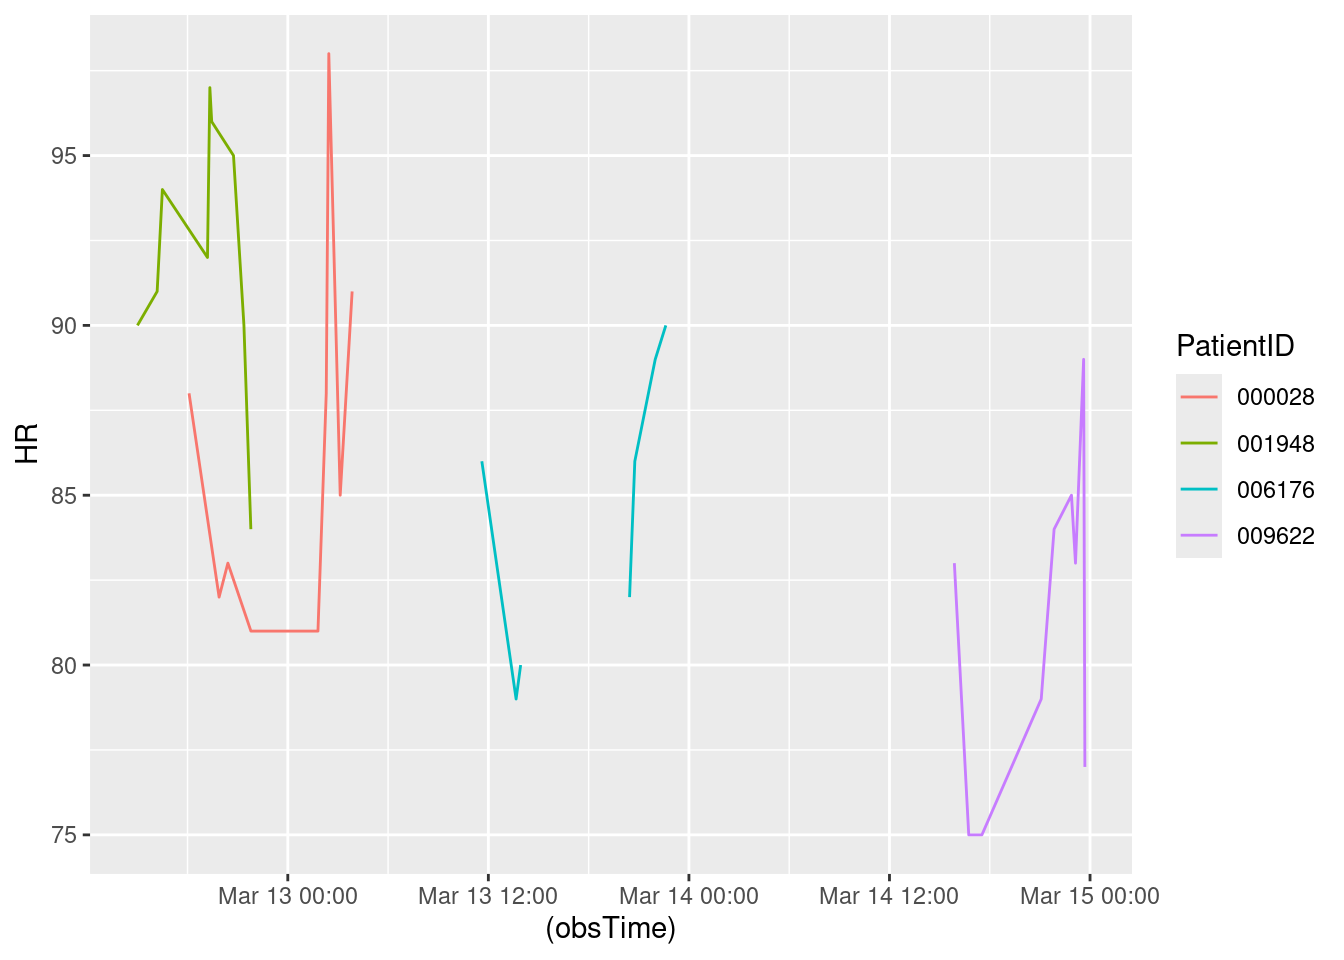 95
90
85
80
75
HR
Mar 13 00:00
Mar 13 12:00
Mar 14 00:00
Mar 14 12:00
Mar 15 00:00
(obsTime)
PatientID
000028
001948
006176
009622